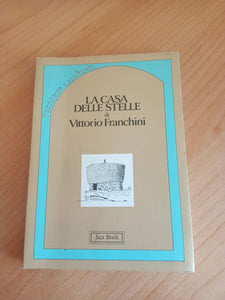 LA CASA
DELLE STELLE
di
Vittorio Franchini
Jaca Book